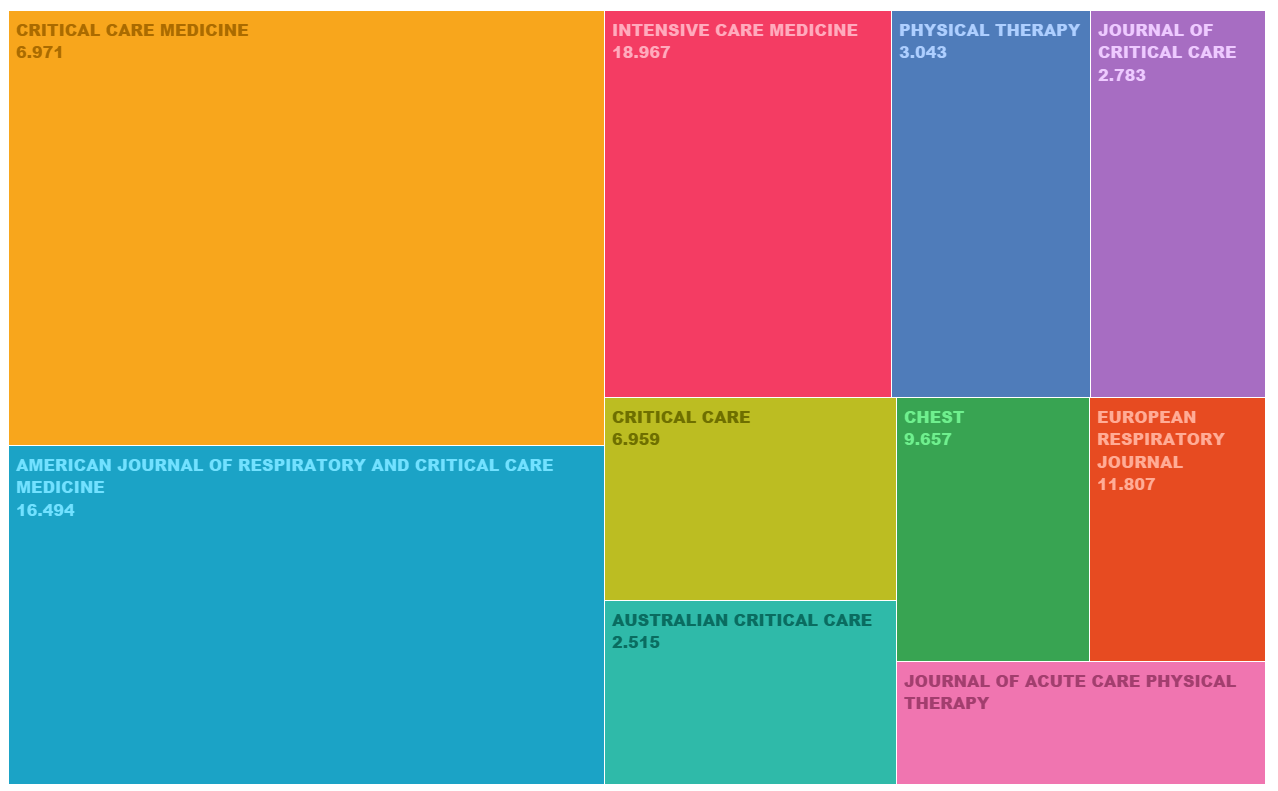 CRITICAL CARE MEDICINE
6.971
INTENSIVE CARE MEDICINE
18.967
PHYSICAL THERAPY
3.043
JOURNAL OF
CRITICAL CARE
2.783
AMERICAN JOURNAL OF RESPIRATORY AND CRITICAL CARE
MEDICINE
16.494
CRITICAL CARE
6.959
CHEST
9.657
EUROPEAN
RESPIRATORY
JOURNAL
11.807
AUSTRALIAN CRITICAL CARE
2.515
JOURNAL OF ACUTE CARE PHYSICAL
THERAPY